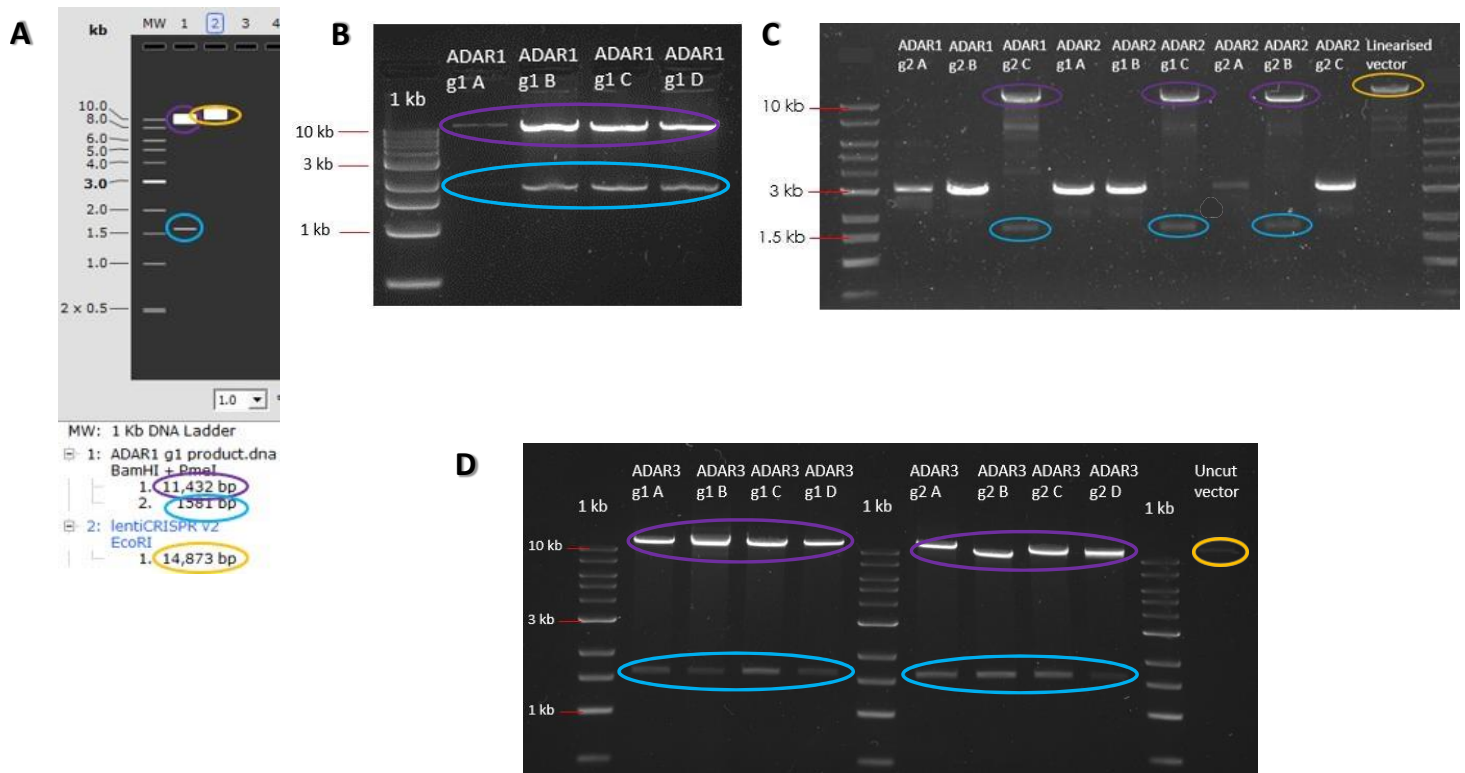 A
kb
MW 1 2 3 4
10.0
8.0
6.0
5.0
4.0
3.0
2.0
1.5
1.0
2 x 0.5
1.0
MW: 1 Kb DNA Ladder
1: ADAR1 g1 product.dna
BamHI + PmeI
1. 11,432 bp
2. 1581 bp
2: lentiCRISPR v2
EcoRI
1. 14,873 bp
B
1 kb
ADAR1 g1 A
ADAR1 g1 B
ADAR1 g1 C
ADAR1 g1 D
10 kb
3 kb
1 kb
C
ADAR1 g2 A
ADAR1 g2 B
ADAR1 g2 C
ADAR2 g1 A
ADAR2 g1 B
ADAR2 g1 C
ADAR2 g2 A
ADAR2 g2 B
ADAR2 g2 C
Linearised vector
10 kb
3 kb
1.5 kb
D
1 kb
ADAR3 g1 A
ADAR3 g1 B
ADAR3 g1 C
ADAR3 g1 D
1 kb
ADAR3 g2 A
ADAR3 g2 B
ADAR3 g2 C
ADAR3 g2 D
1 kb
Uncut vector
10 kb
3 kb
1 kb